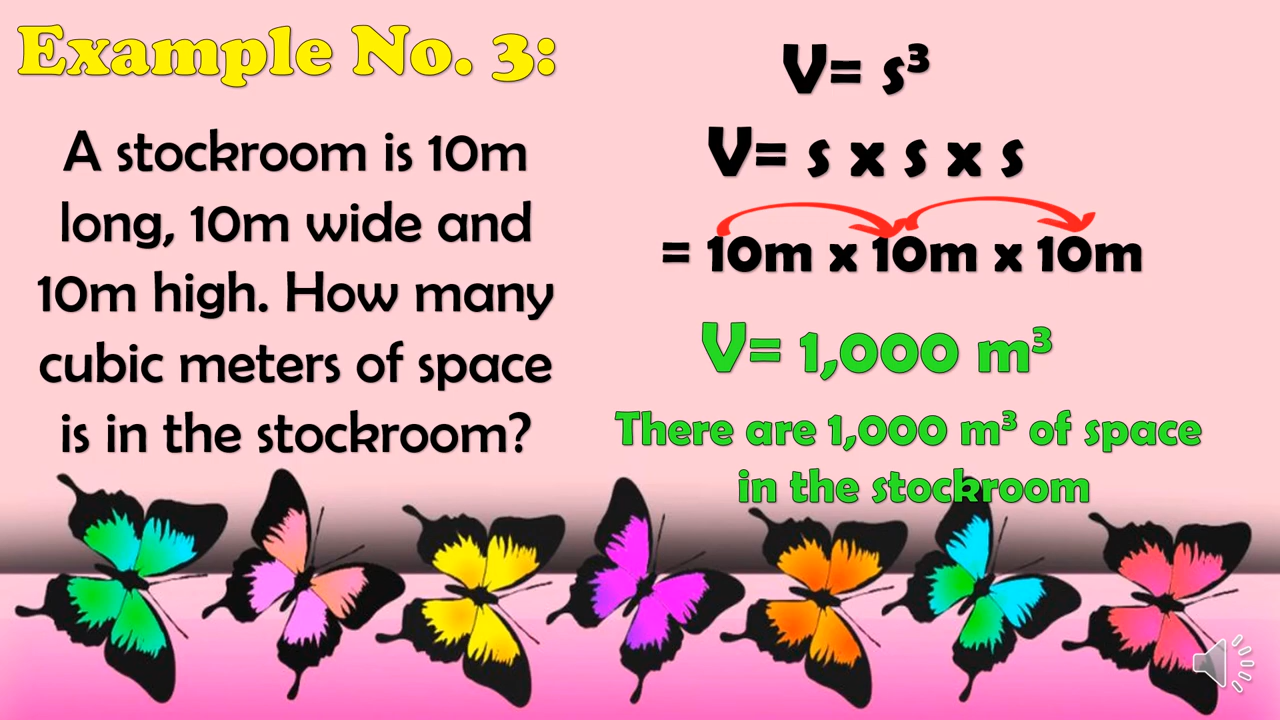 Example No. 3:
A stockroom is 10m
long, 10m wide and
10m high. How many
cubic meters of space
is in the stockroom?
V= s³
V= s x s x s
= 10m x 10m x 10m
V= 1,000 m³
There are 1,000 m³ of space
in the stockroom